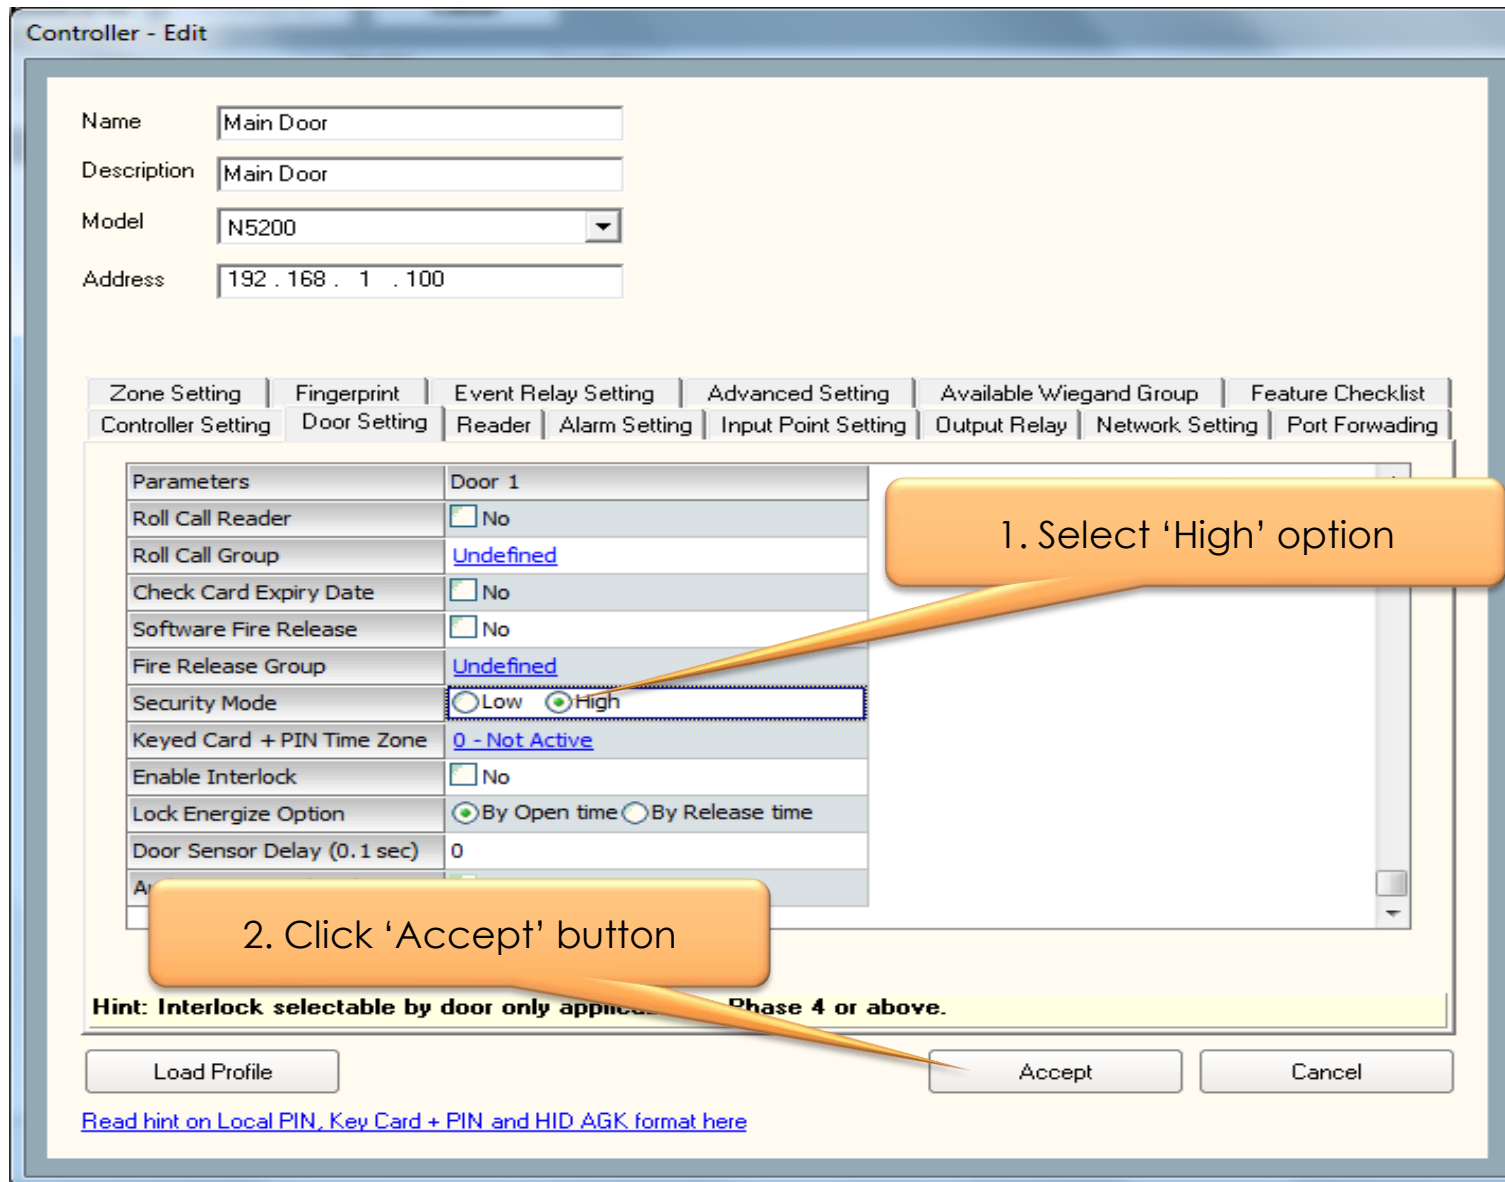 Controller - Edit
Name Main Door
Description Main Door
Model N5200
Address 192 . 168 . 1 . 100
Zone Setting Fingerprint Event Relay Setting Advanced Setting Available Wiegand Group Feature Checklist
Controller Setting Door Setting Reader Alarm Setting Input Point Setting Output Relay Network Setting Port Forwading
Parameters Door 1
Roll Call Reader No
1. Select ‘High’ option
Roll Call Group Undefined
Check Card Expiry Date No
Software Fire Release No
Fire Release Group Undefined
Security Mode Low High
Keyed Card + PIN Time Zone 0 - Not Active
Enable Interlock No
Lock Energize Option By Open time By Release time
Door Sensor Delay (0.1 sec) 0
2. Click ‘Accept’ button
Hint: Interlock selectable by door only Phase 4 or above.
Load Profile Accept Cancel
Read hint on Local PIN, Key Card + PIN and HID AGK format here